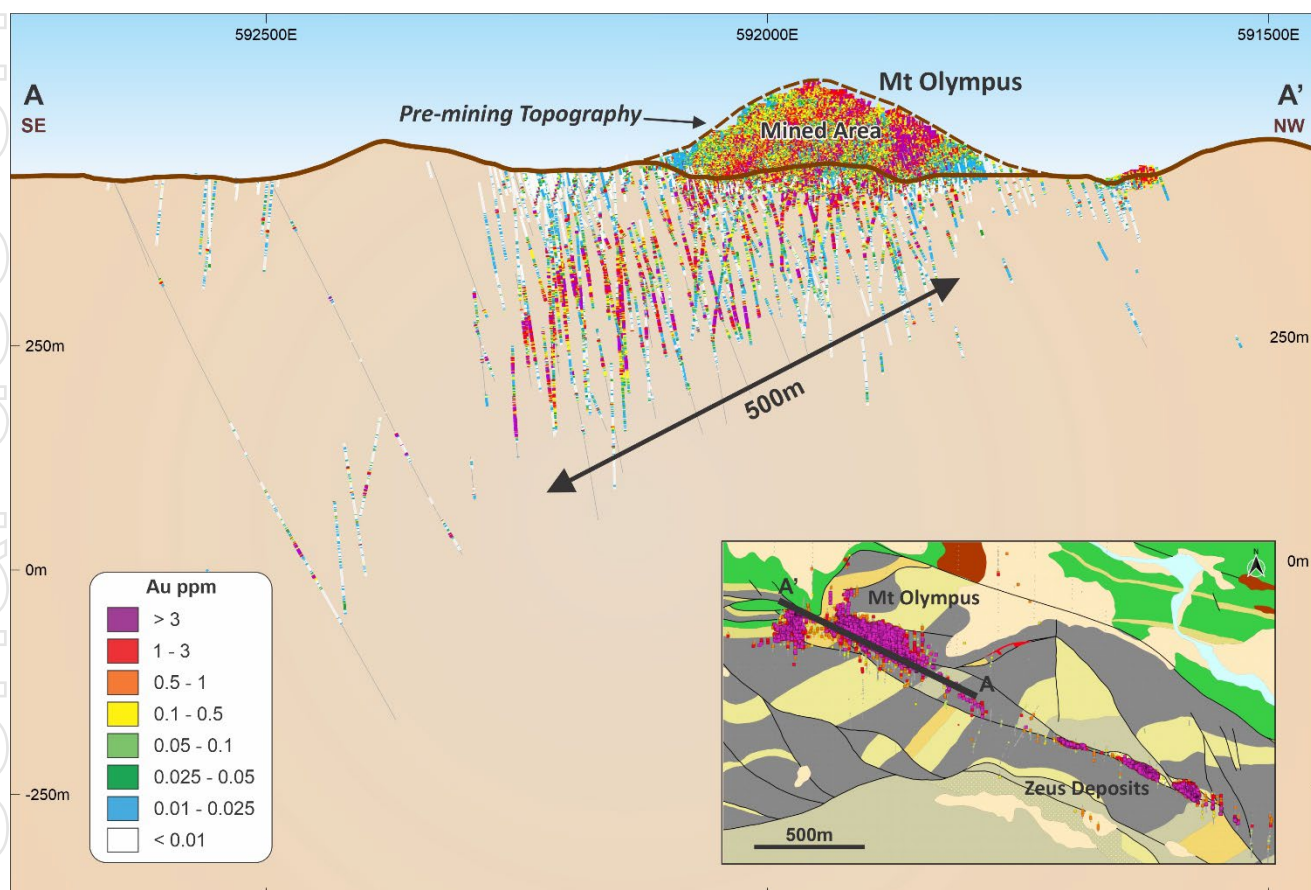 592500E
592000E
591500E
A
SE
Mt Olympus
A'
NW
Pre-mining Topography
Mined Area
250m
250m
500m
0m
0m
-250m
Au ppm
> 3
1 - 3
0.5 - 1
0.1 - 0.5
0.05 - 0.1
0.025 - 0.05
0.01 - 0.025
< 0.01
N
A'
Mt Olympus
A
Zeus Deposits
500m